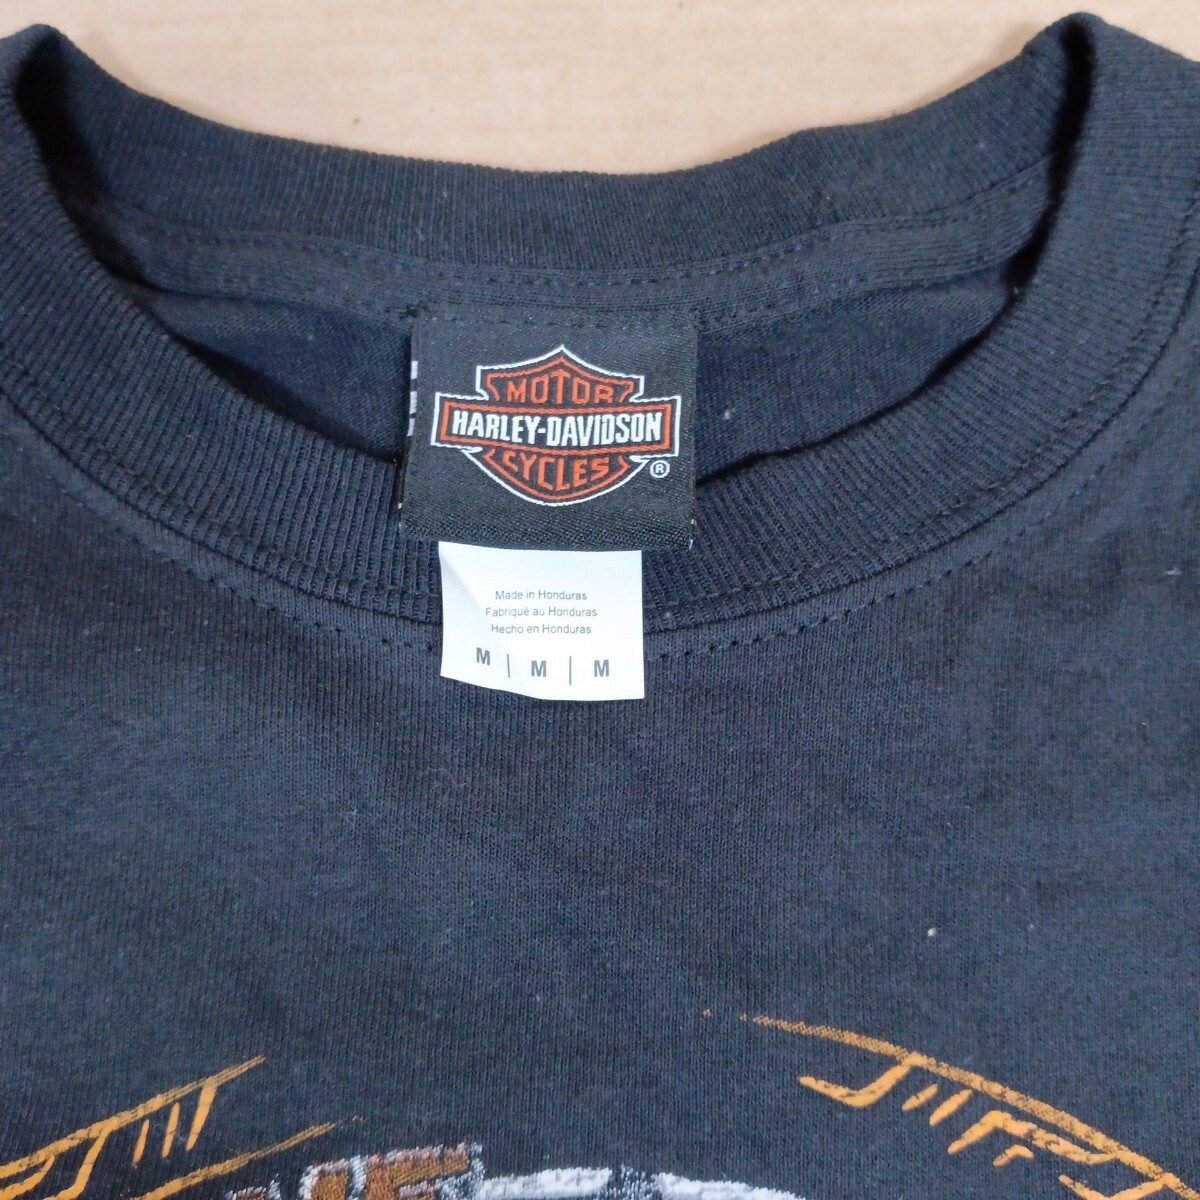 MOTOR
HARLEY-DAVIDSON
CYCLES
®
Made in Honduras
Fabriqué au Honduras
Hecho en Honduras
M | M | M